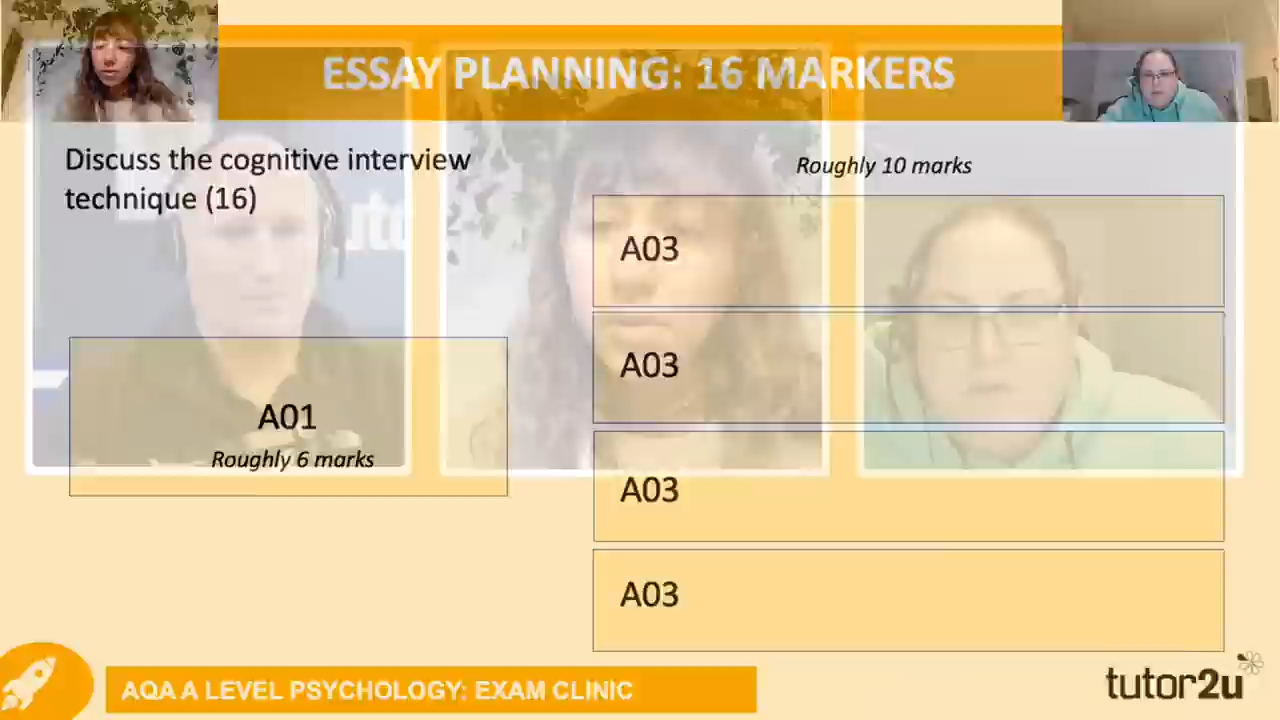 ESSAY PLANNING: 16 MARKERS
Discuss the cognitive interview
technique (16)
A01
Roughly 6 marks
Roughly 10 marks
A03
A03
A03
A03
AQA A LEVEL PSYCHOLOGY: EXAM CLINIC
tutor2u